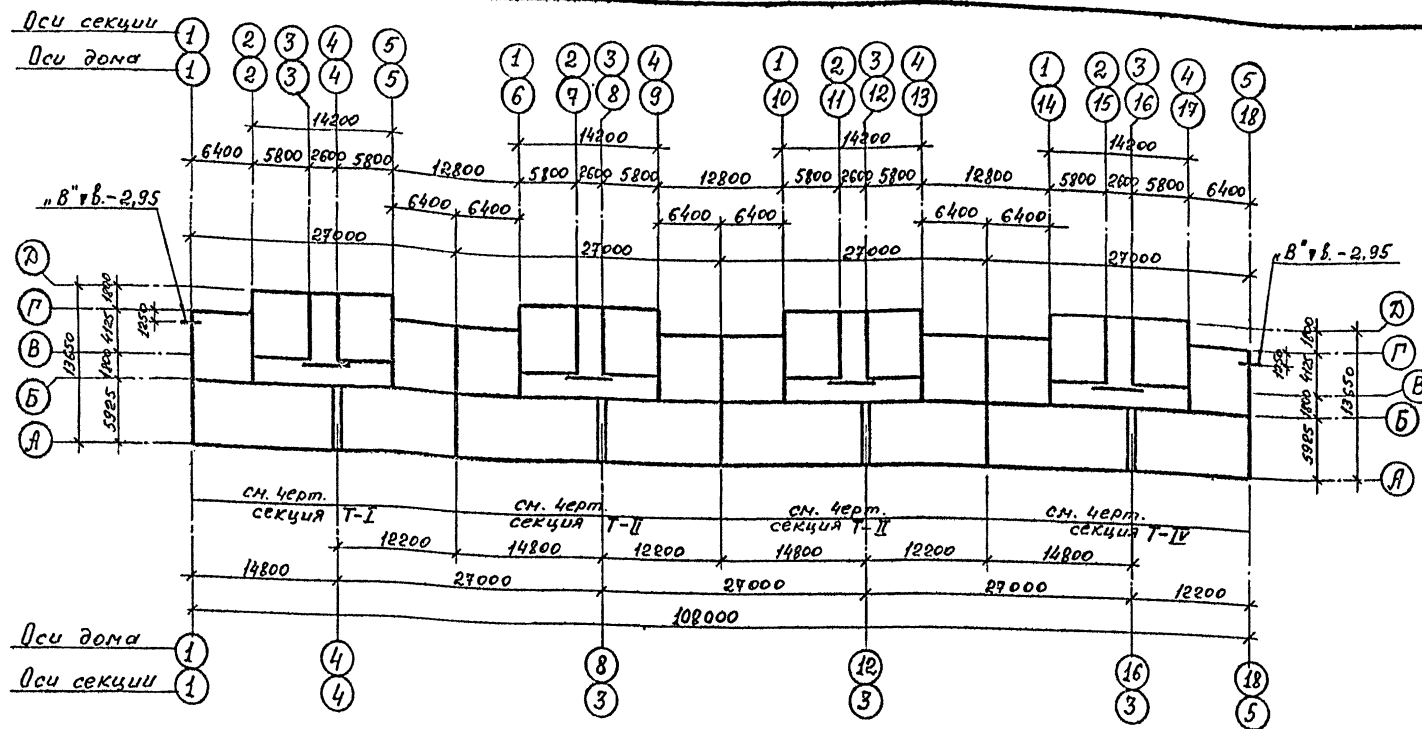 Оси секции 1 2 3 4 5 1 2 3 4 1 2 3 4 1 2 3 4 5
Оси дома 1 2 3 4 5 6 7 8 9 10 11 12 13 14 15 16 17 18
14200 14200 14200 14200
6400 5800 2600 5800 12800 5800 2600 5800 12800 5800 2600 5800 12800 5800 2600 5800 6400
6400 6400 6400 6400 6400 6400
„В" ▼в.-2,95
27000 27000 27000 27000
„В" ▼в.-2,95
Д
Г
В
Б
А
1800
4125
1800
5925
1250
13650
Д
Г
В
Б
А
1800
4125
1800
5925
1250
13650
см. черт.
секция Т-I
см. черт.
секция Т-II
см. черт.
секция Т-II
см. черт.
секция Т-IV
12200 14800 12200 14800 12200 14800
14800 27000 27000 27000 12200
108000
Оси дома 1 4 8 12 16 18
Оси секции 1 4 3 3 3 5